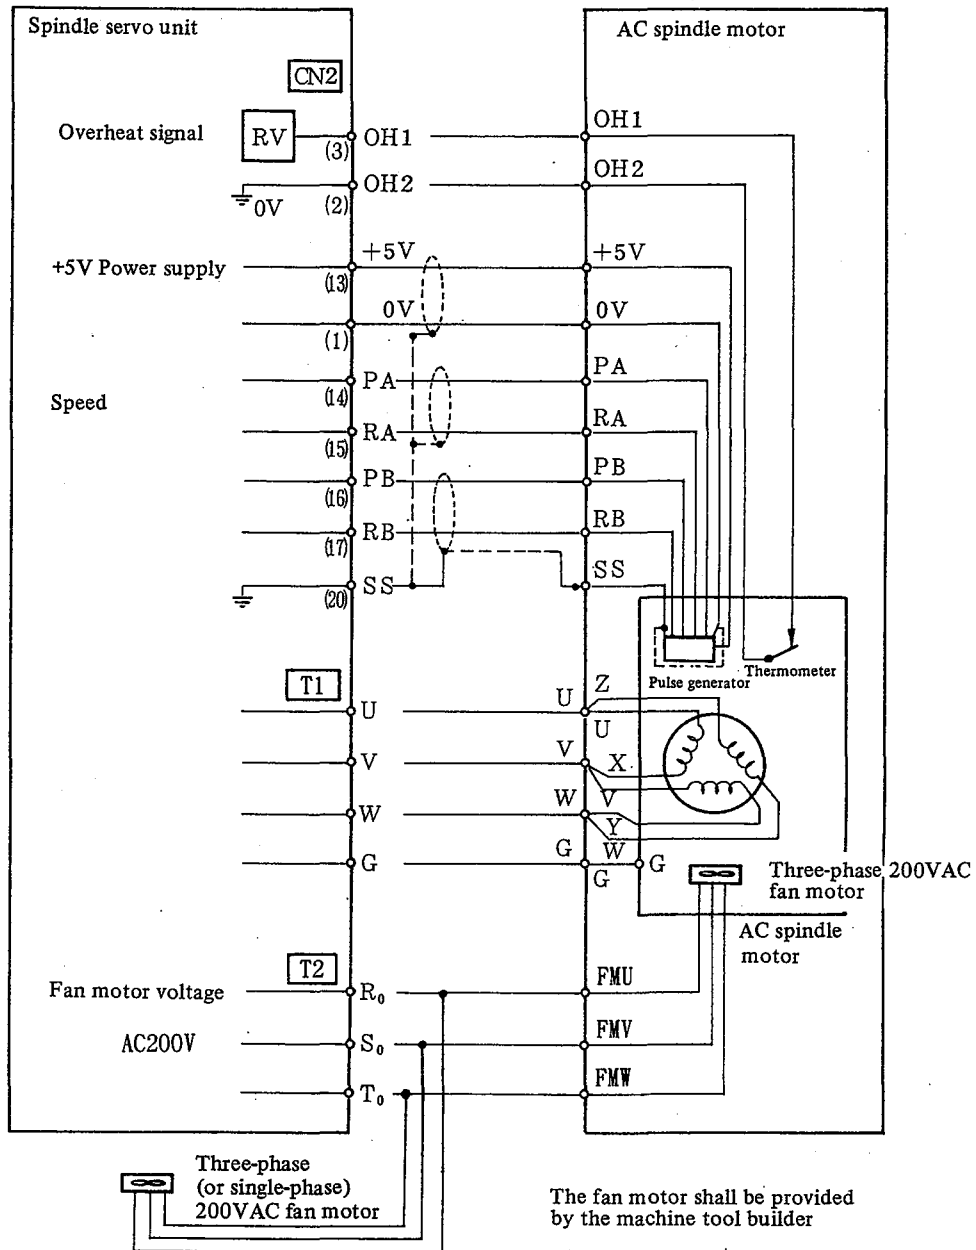 Spindle servo unit
AC spindle motor
CN2
Overheat signal
RV
(3)
OH1
OH1
0V
(2)
OH2
OH2
+5V Power supply
(13)
+5V
+5V
(1)
0V
0V
Speed
(14)
PA
PA
(15)
RA
RA
(16)
PB
PB
(17)
RB
RB
(20)
SS
SS
Pulse generator
Thermometer
T1
U
U
Z
U
V
V
X
V
W
W
Y
W
G
G
G
G
Three-phase 200VAC
fan motor
AC spindle
motor
T2
Fan motor voltage
R0
FMU
AC200V
S0
FMV
T0
FMW
Three-phase
(or single-phase)
200VAC fan motor
The fan motor shall be provided
by the machine tool builder